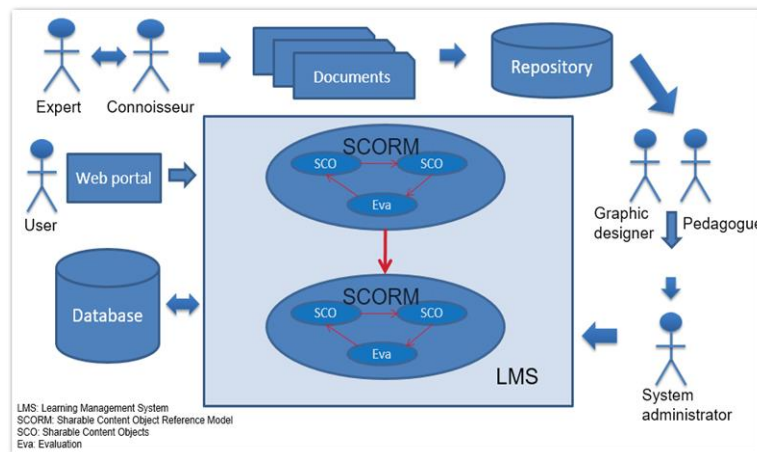 Expert
Connoisseur
Documents
Repository
User
Web portal
SCORM
SCO
SCO
Eva
Graphic
designer
Pedagogue
Database
SCORM
SCO
SCO
Eva
LMS
System
administrator
LMS: Learning Management System
SCORM: Sharable Content Object Reference Model
SCO: Sharable Content Objects
Eva: Evaluation